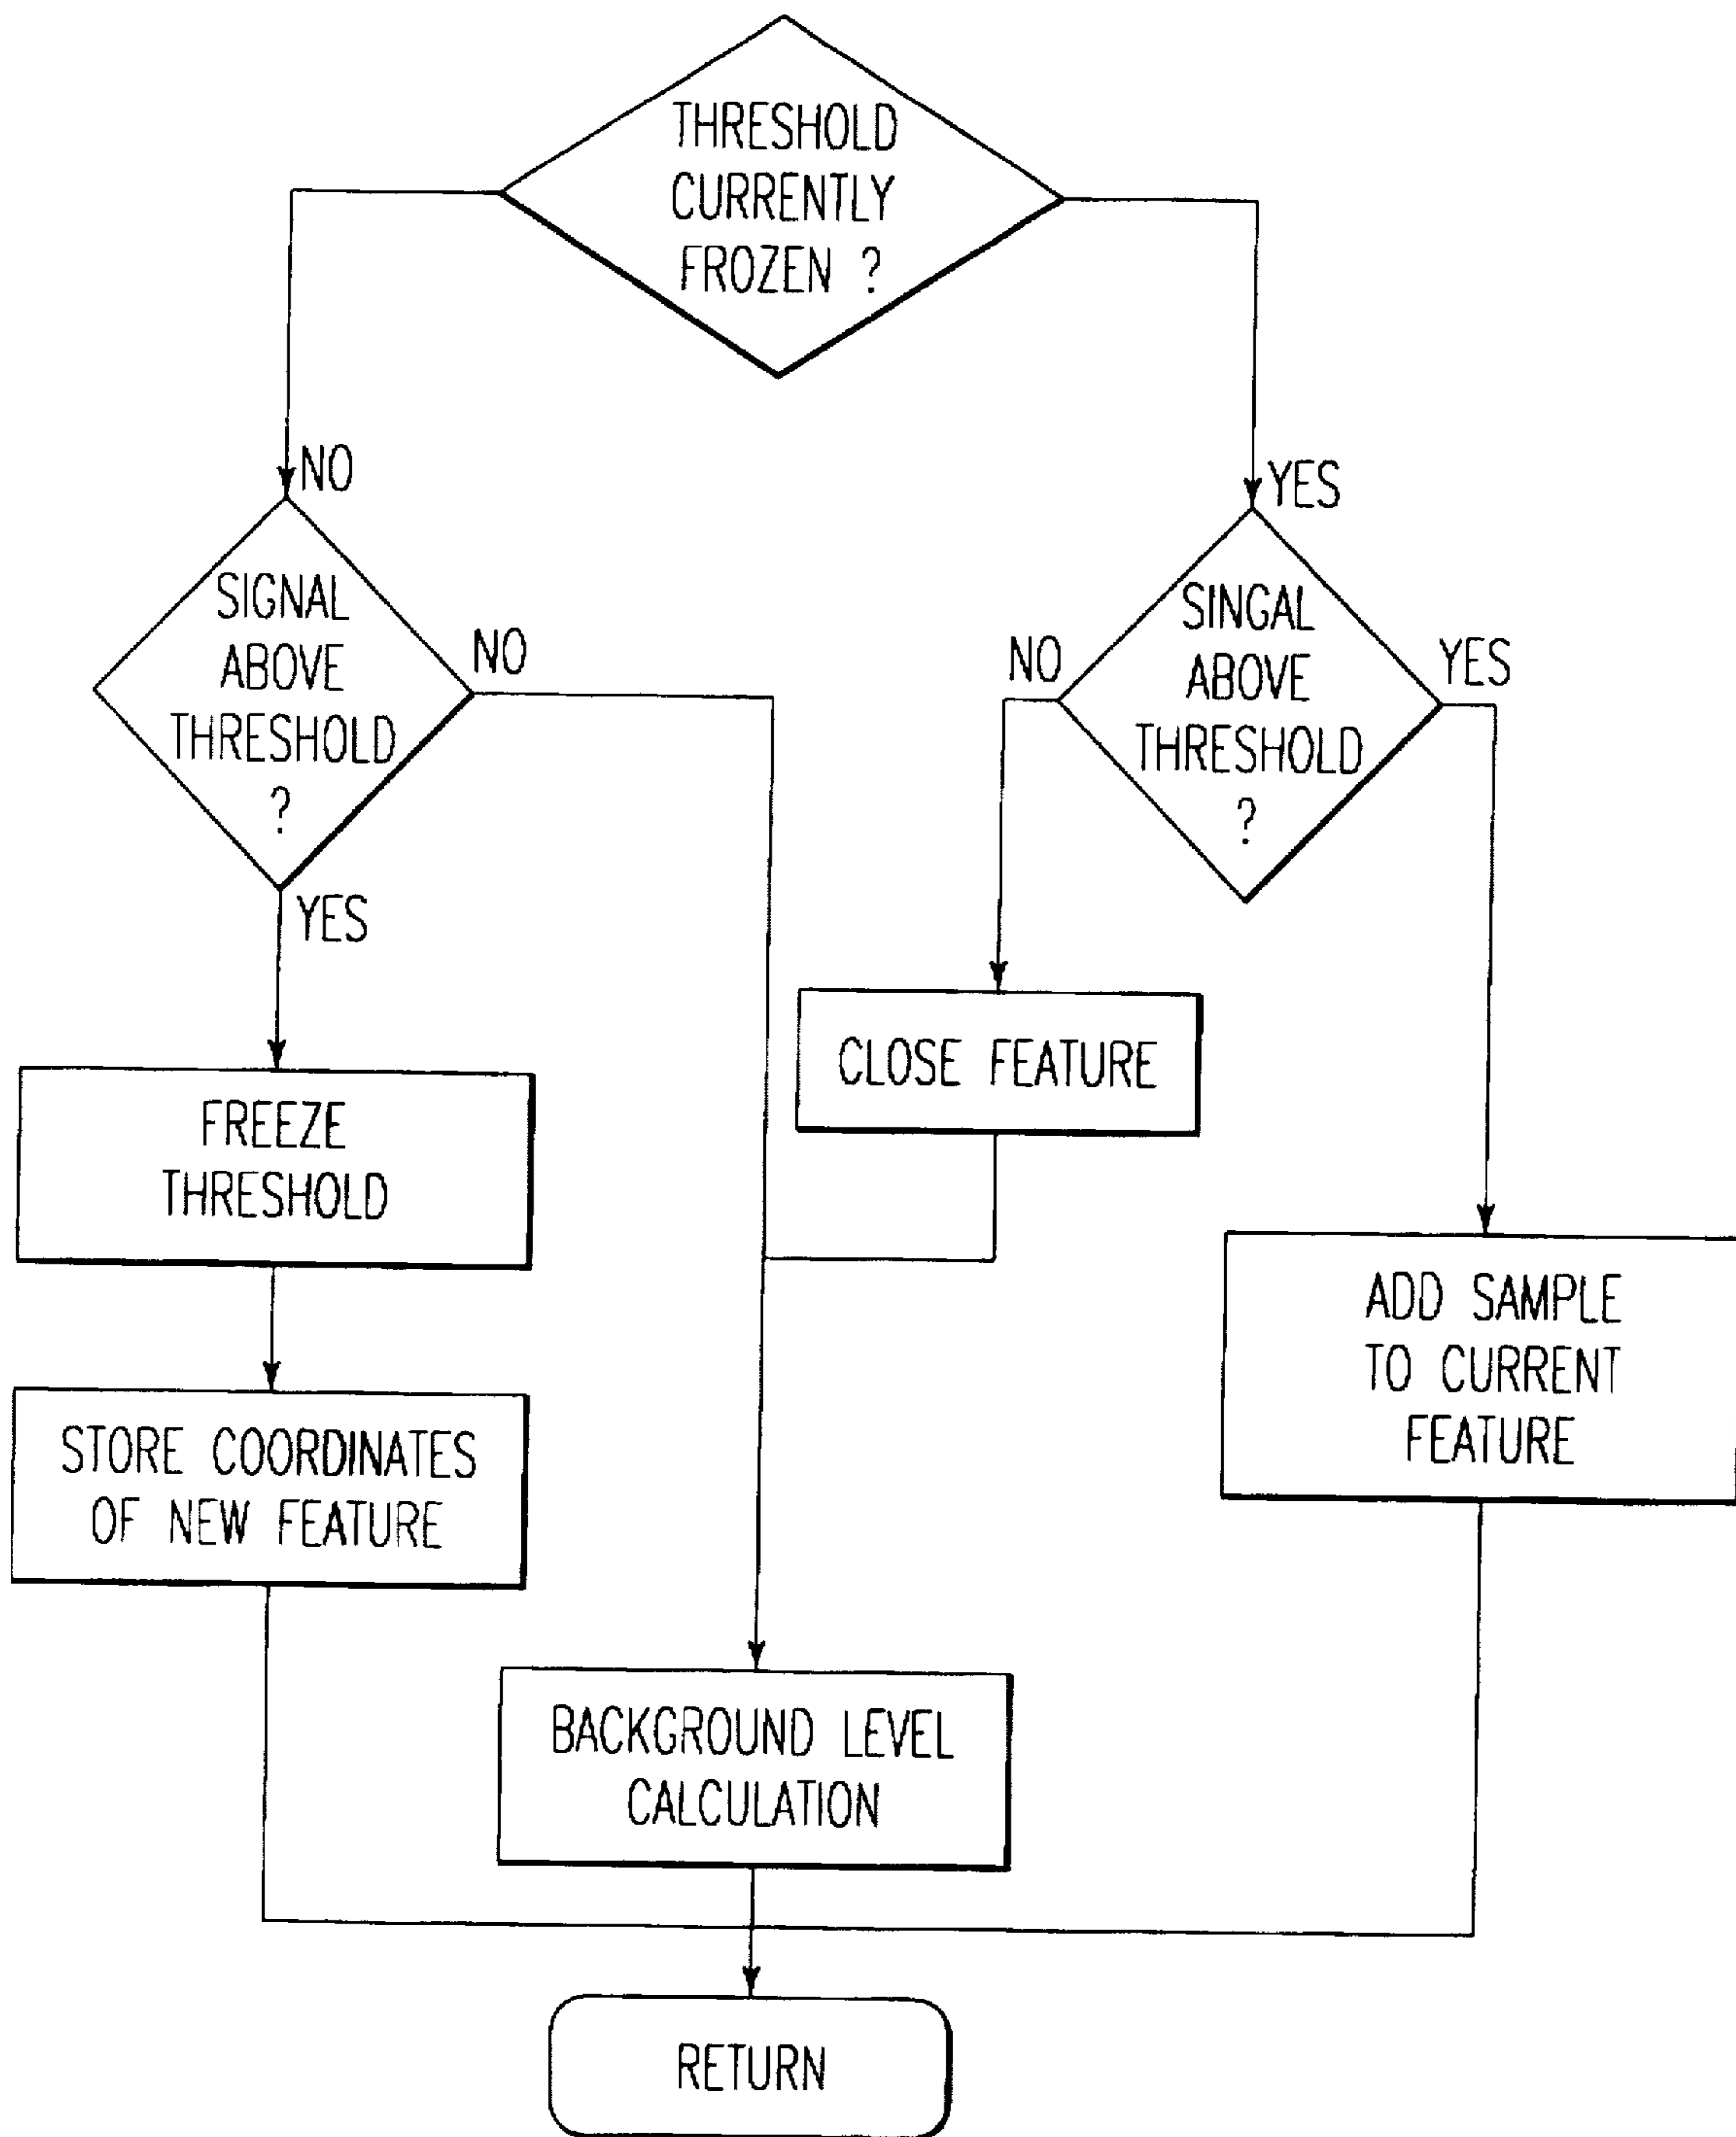 THRESHOLD
CURRENTLY
FROZEN ?
NO
YES
SIGNAL
ABOVE
THRESHOLD
?
NO
YES
SINGAL
ABOVE
THRESHOLD
?
NO
YES
FREEZE
THRESHOLD
CLOSE FEATURE
STORE COORDINATES
OF NEW FEATURE
ADD SAMPLE
TO CURRENT
FEATURE
BACKGROUND LEVEL
CALCULATION
RETURN